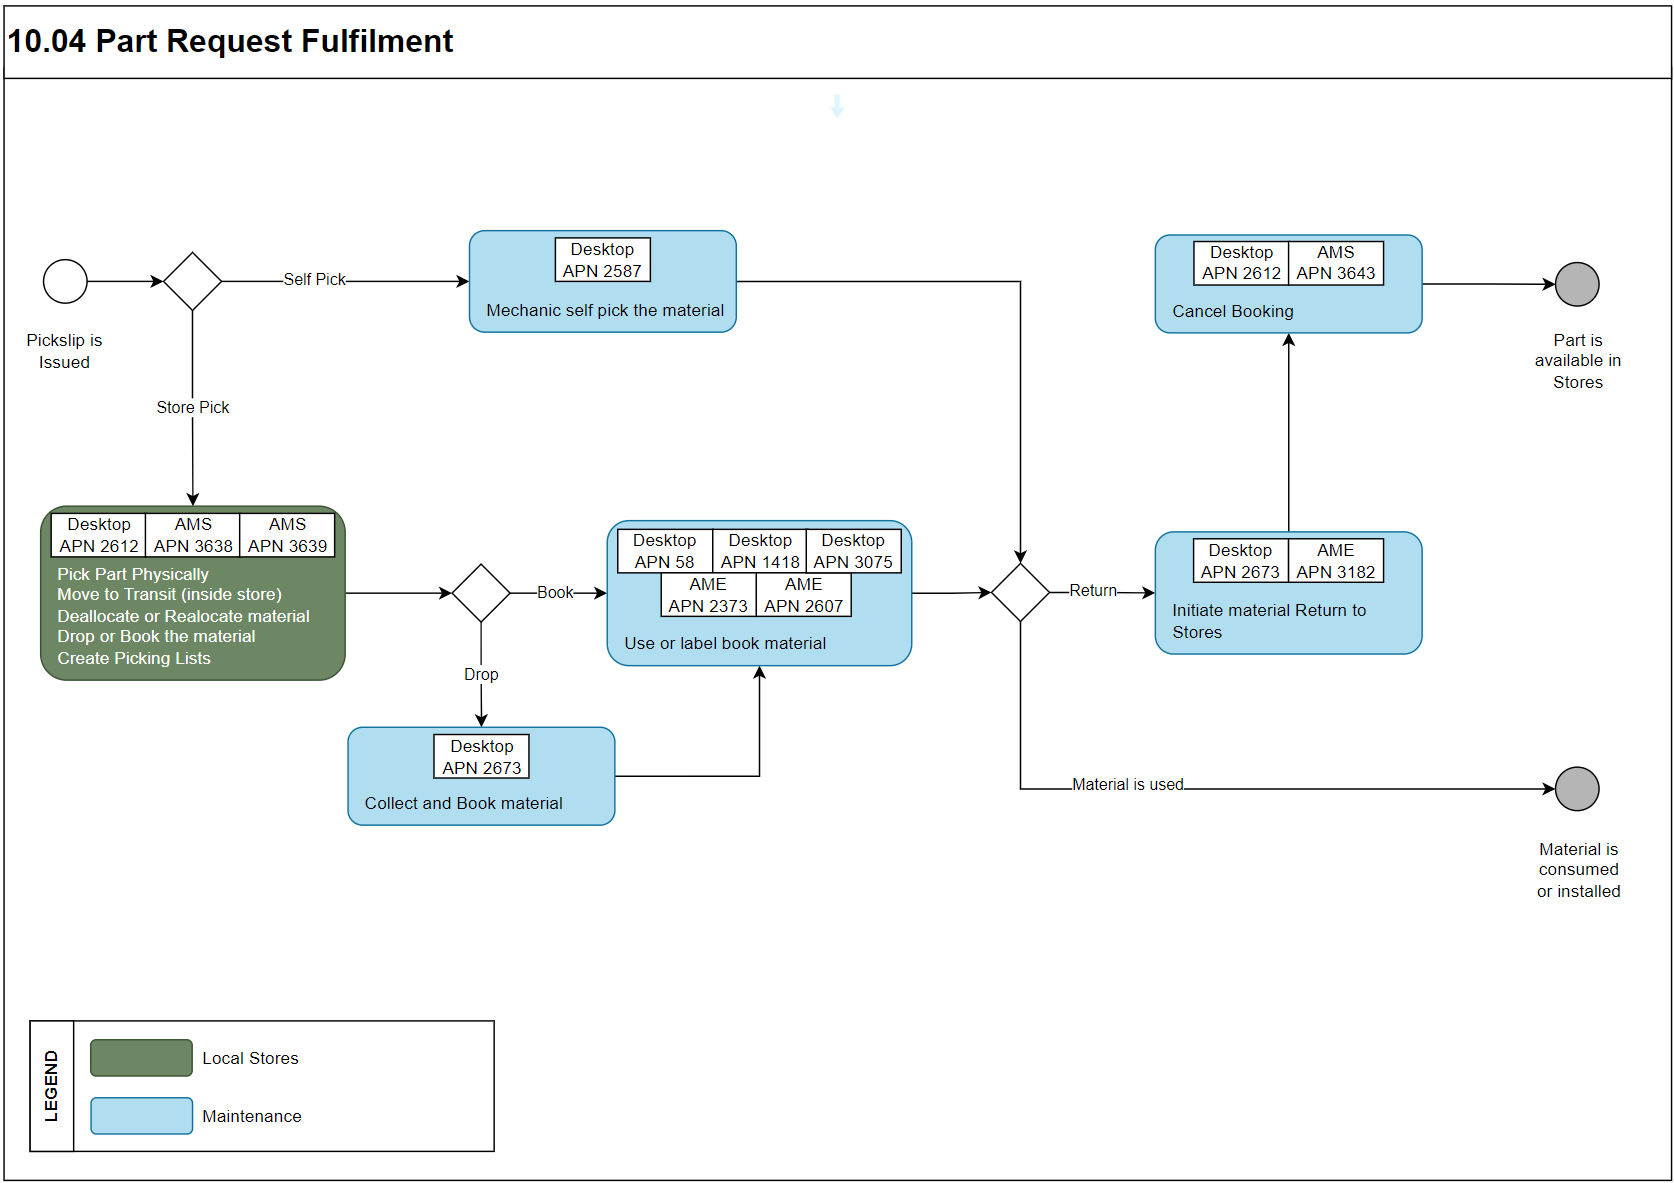 10.04 Part Request Fulfilment
Pickslip is
Issued
Self Pick
Store Pick
Desktop
APN 2587
Mechanic self pick the material
Desktop
APN 2612
AMS
APN 3643
Cancel Booking
Part is
available in
Stores
Desktop
APN 2612
AMS
APN 3638
AMS
APN 3639
Pick Part Physically
Move to Transit (inside store)
Deallocate or Realocate material
Drop or Book the material
Create Picking Lists
Book
Drop
Desktop
APN 58
Desktop
APN 1418
Desktop
APN 3075
AME
APN 2373
AME
APN 2607
Use or label book material
Return
Desktop
APN 2673
AME
APN 3182
Initiate material Return to
Stores
Desktop
APN 2673
Collect and Book material
Material is used
Material is
consumed
or installed
LEGEND
Local Stores
Maintenance